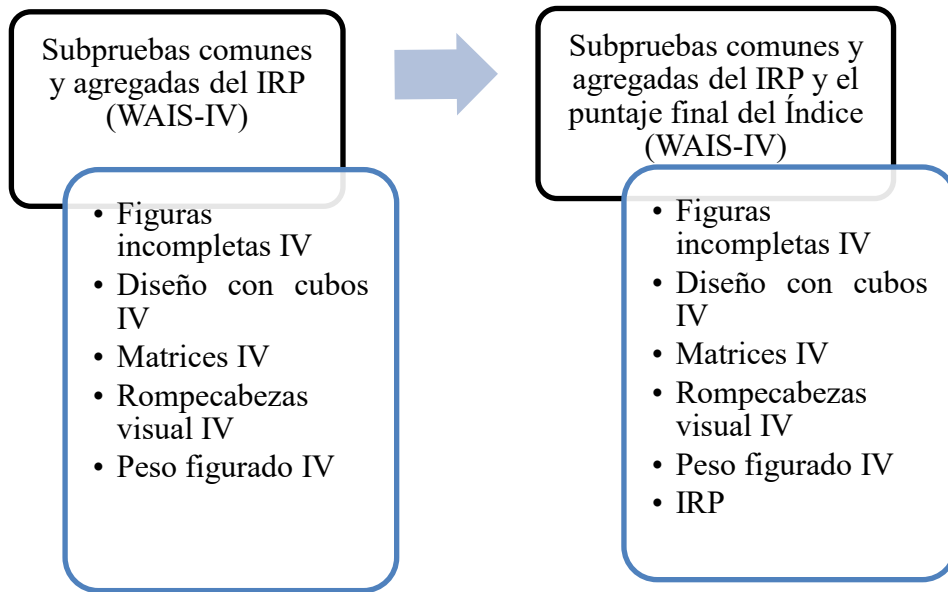 Subpruebas comunes
y agregadas del IRP
(WAIS-IV)
• Figuras
incompletas IV
• Diseño con cubos
IV
• Matrices IV
• Rompecabezas
visual IV
• Peso figurado IV
Subpruebas comunes y
agregadas del IRP y el
puntaje final del Índice
(WAIS-IV)
• Figuras
incompletas IV
• Diseño con cubos
IV
• Matrices IV
• Rompecabezas
visual IV
• Peso figurado IV
• IRP